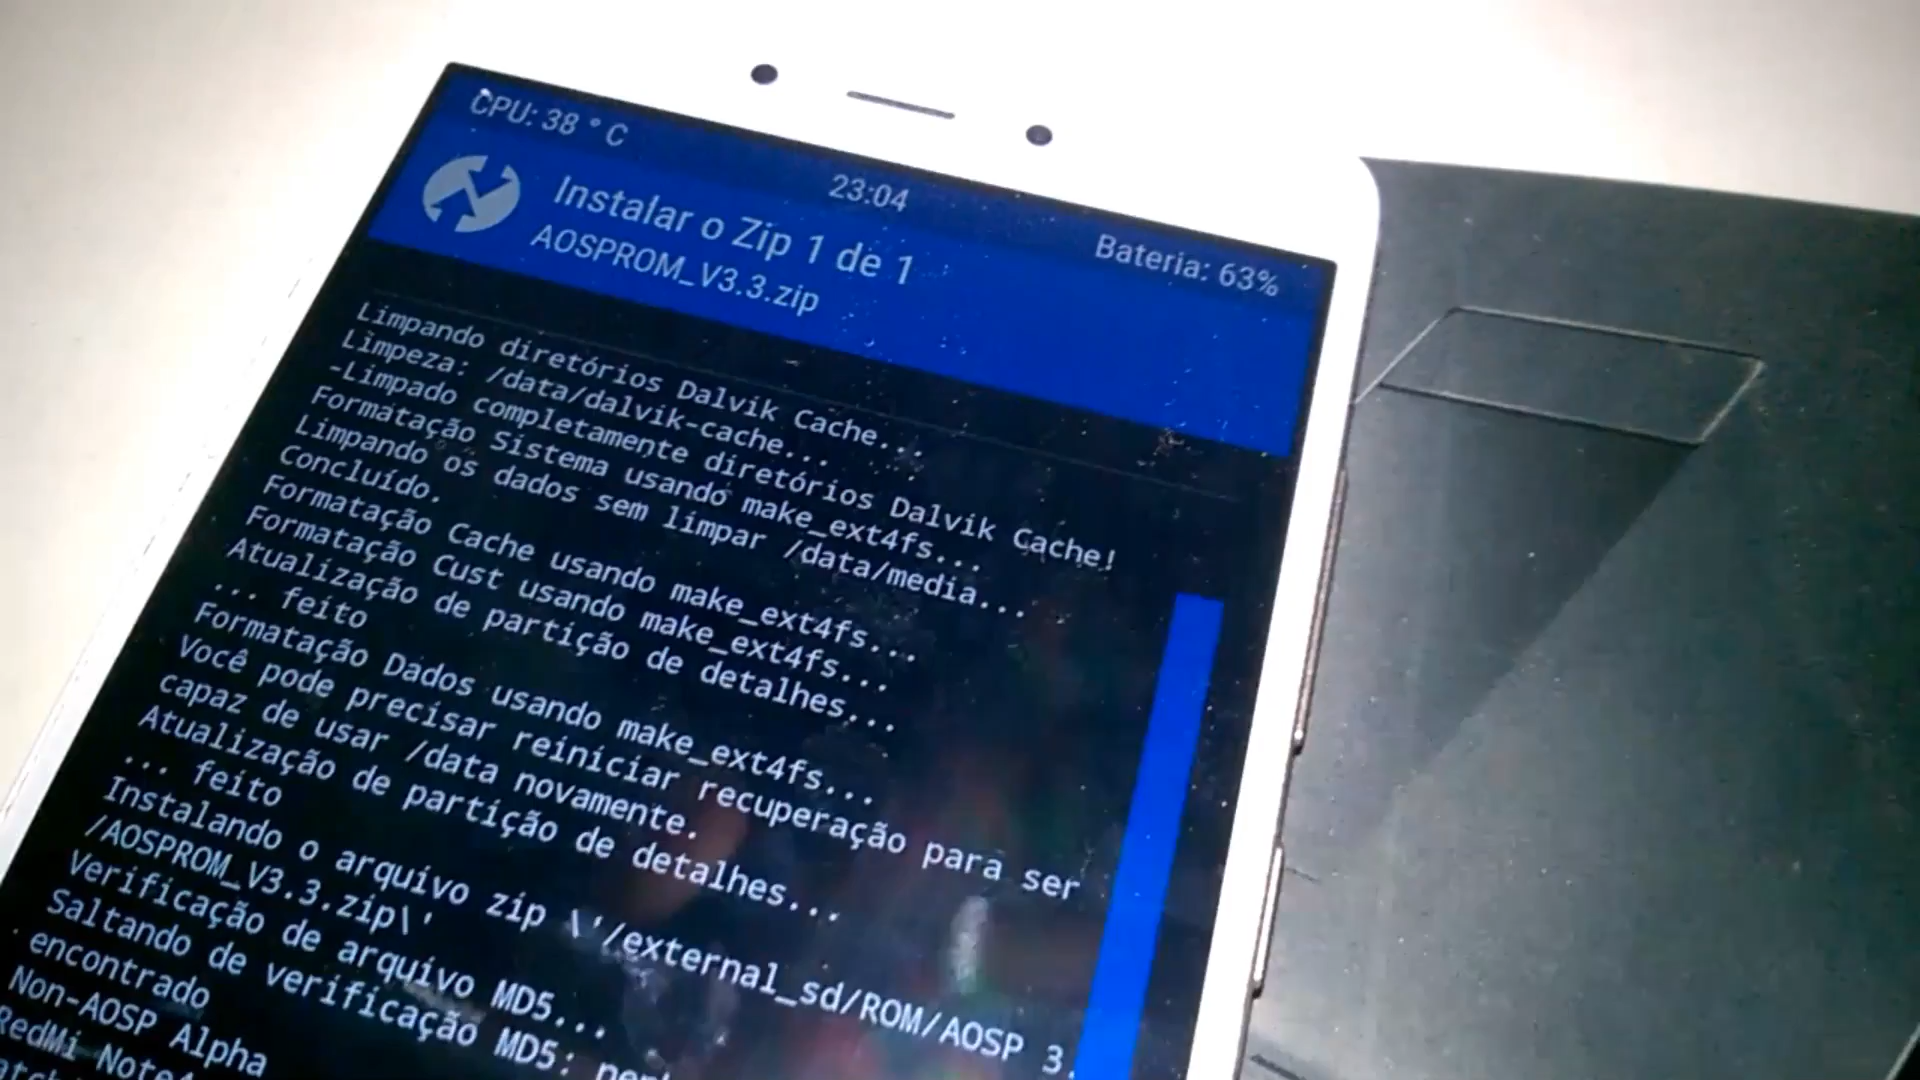 CPU: 38 ° C
23:04
Bateria: 63%
Instalar o Zip 1 de 1
AOSPROM_V3.3.zip
Limpando diretórios Dalvik Cache...
Limpeza: /data/dalvik-cache...
-Limpado completamente diretórios Dalvik Cache!
Formatação Sistema usando make_ext4fs...
Limpando os dados sem limpar /data/media...
Concluído.
Formatação Cache usando make_ext4fs...
Formatação Cust usando make_ext4fs...
Atualização de partição de detalhes...
... feito
Formatação Dados usando make_ext4fs...
Você pode precisar reiniciar recuperação para ser
capaz de usar /data novamente.
Atualização de partição de detalhes...
... feito
Instalando o arquivo zip \'/external_sd/ROM/AOSP 3.
/AOSPROM_V3.3.zip\'
Verificação de arquivo MD5...
Saltando de verificação MD5:
encontrado
Non-AOSP Alpha
RedMi Note4